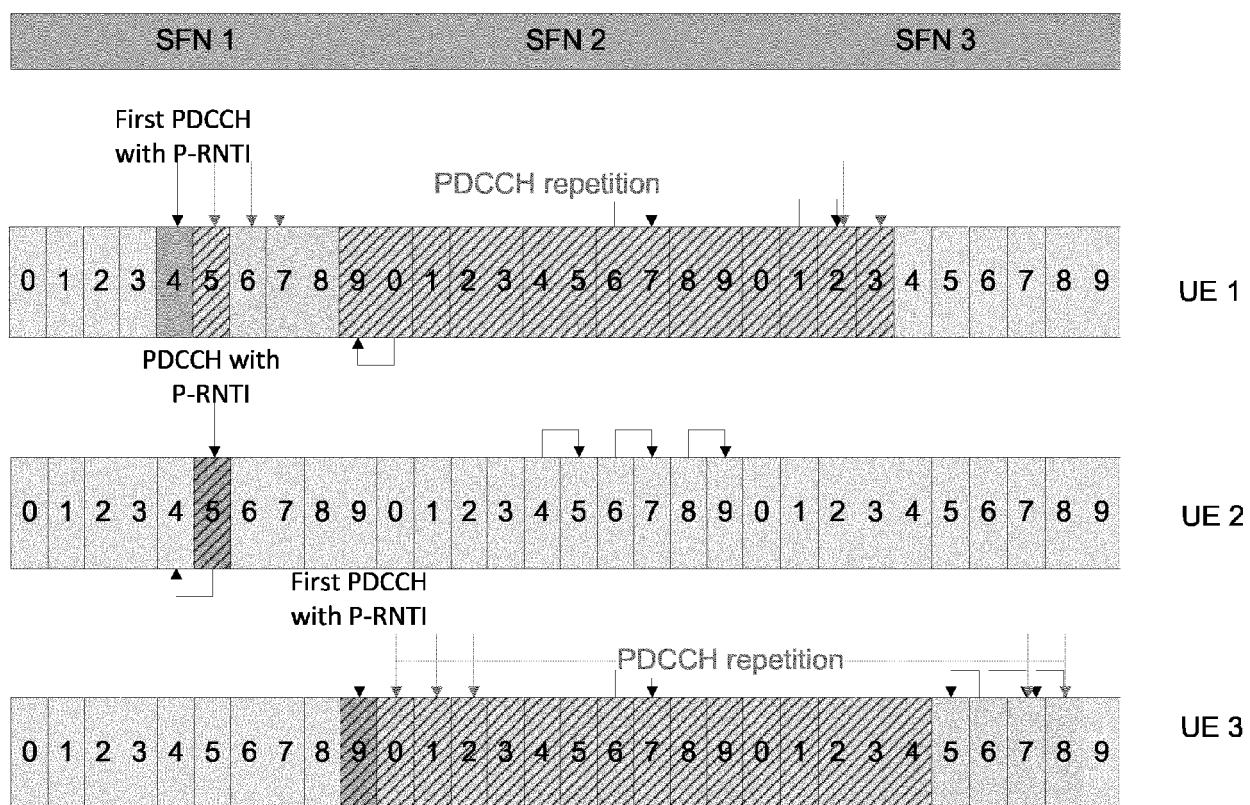 SFN 1 SFN 2 SFN 3
First PDCCH
with P-RNTI
PDCCH repetition
0 1 2 3 4 5 6 7 8 9 0 1 2 3 4 5 6 7 8 9 0 1 2 3 4 5 6 7 8 9
UE 1
PDCCH with
P-RNTI
0 1 2 3 4 5 6 7 8 9 0 1 2 3 4 5 6 7 8 9 0 1 2 3 4 5 6 7 8 9
UE 2
First PDCCH
with P-RNTI
PDCCH repetition
0 1 2 3 4 5 6 7 8 9 0 1 2 3 4 5 6 7 8 9 0 1 2 3 4 5 6 7 8 9
UE 3